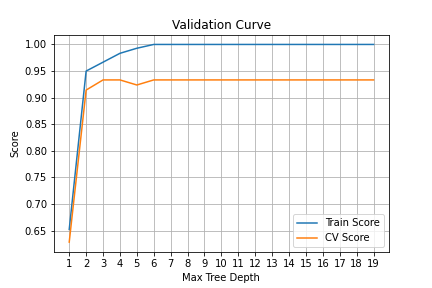 Validation Curve
1.00
0.95
0.90
0.85
0.80
0.75
0.70
0.65
Score
Train Score
CV Score
1 2 3 4 5 6 7 8 9 10 11 12 13 14 15 16 17 18 19
Max Tree Depth